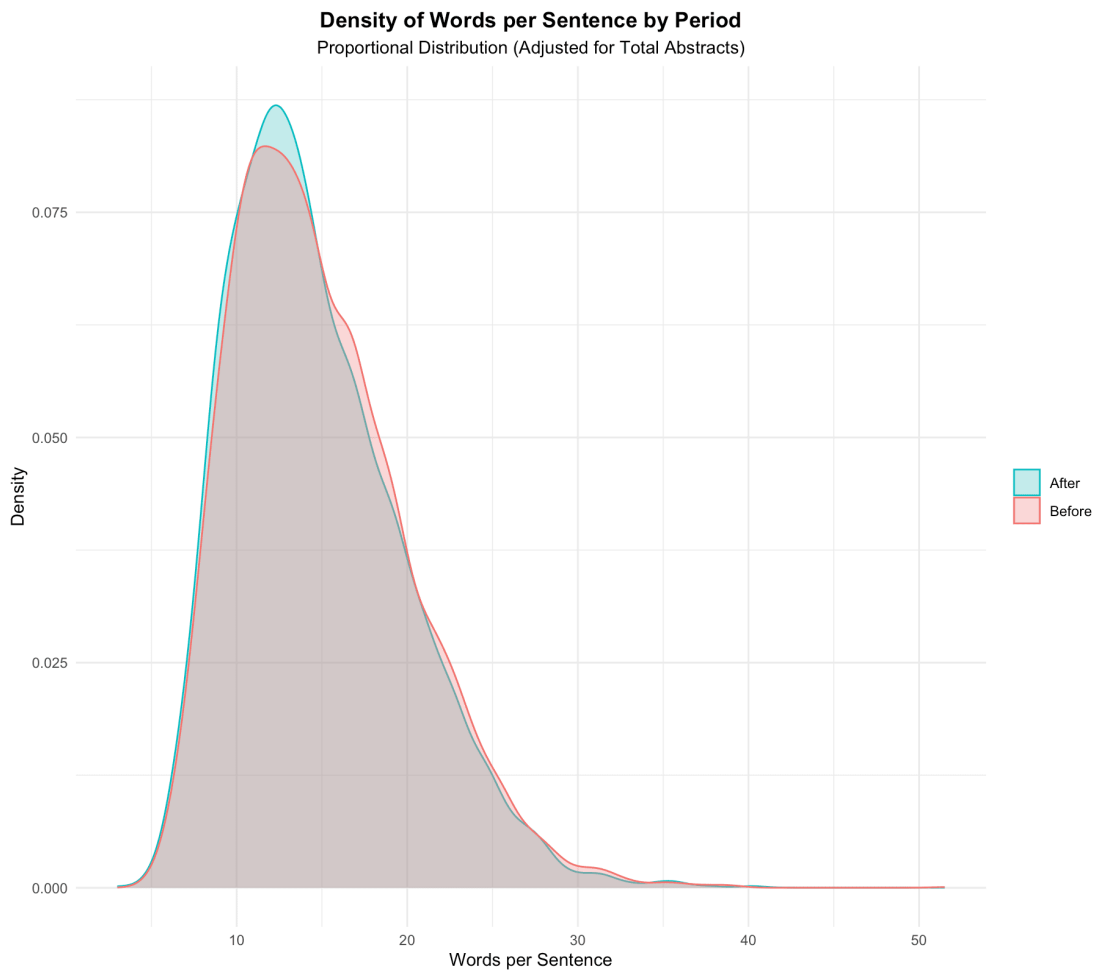 Density of Words per Sentence by Period
Proportional Distribution (Adjusted for Total Abstracts)
Density
0.075
0.050
0.025
0.000
10 20 30 40 50
Words per Sentence
After
Before